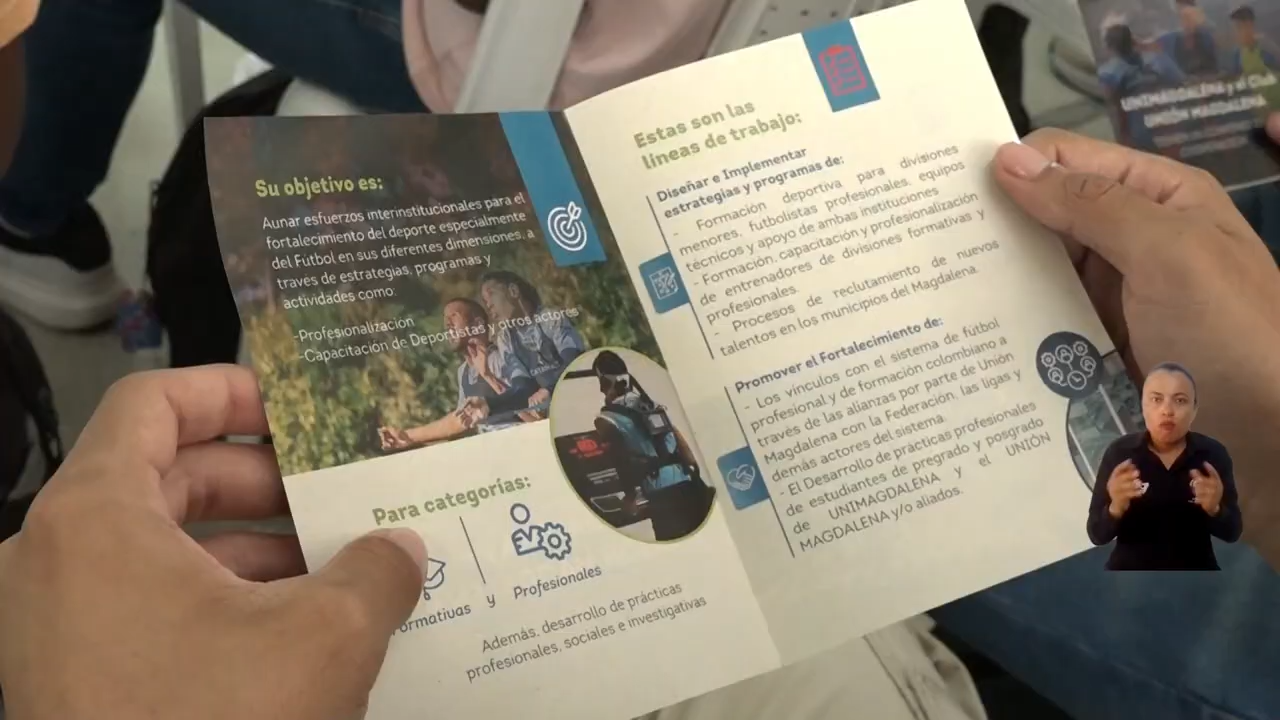 Su objetivo es:
Aunar esfuerzos interinstitucionales para el
fortalecimiento del deporte especialmente
del Fútbol en sus diferentes dimensiones, a
través de estrategias, programas y
actividades como:
-Profesionalización
-Capacitación de Deportistas y otros actores
Para categorías:
ormativas y Profesionales
Además, desarrollo de prácticas
profesionales, sociales e investigativas
Estas son las
líneas de trabajo:
Diseñar e Implementar
estrategias y programas de:
- Formación deportiva para divisiones
menores, futbolistas profesionales, equipos
técnicos y apoyo de ambas instituciones
- Formación, capacitación y profesionalización
de entrenadores de divisiones formativas y
profesionales.
- Procesos de reclutamiento de nuevos
talentos en los municipios del Magdalena.
Promover el Fortalecimiento de:
- Los vínculos con el sistema de fútbol
profesional y de formación colombiano a
través de las alianzas por parte de Unión
Magdalena con la Federación, las ligas y
demás actores del sistema.
- El Desarrollo de prácticas profesionales
de estudiantes de pregrado y posgrado
de UNIMAGDALENA y el UNIÓN
MAGDALENA y/o aliados.
UNIMAGDALENA y el Club
UNIÓN MAGDALENA